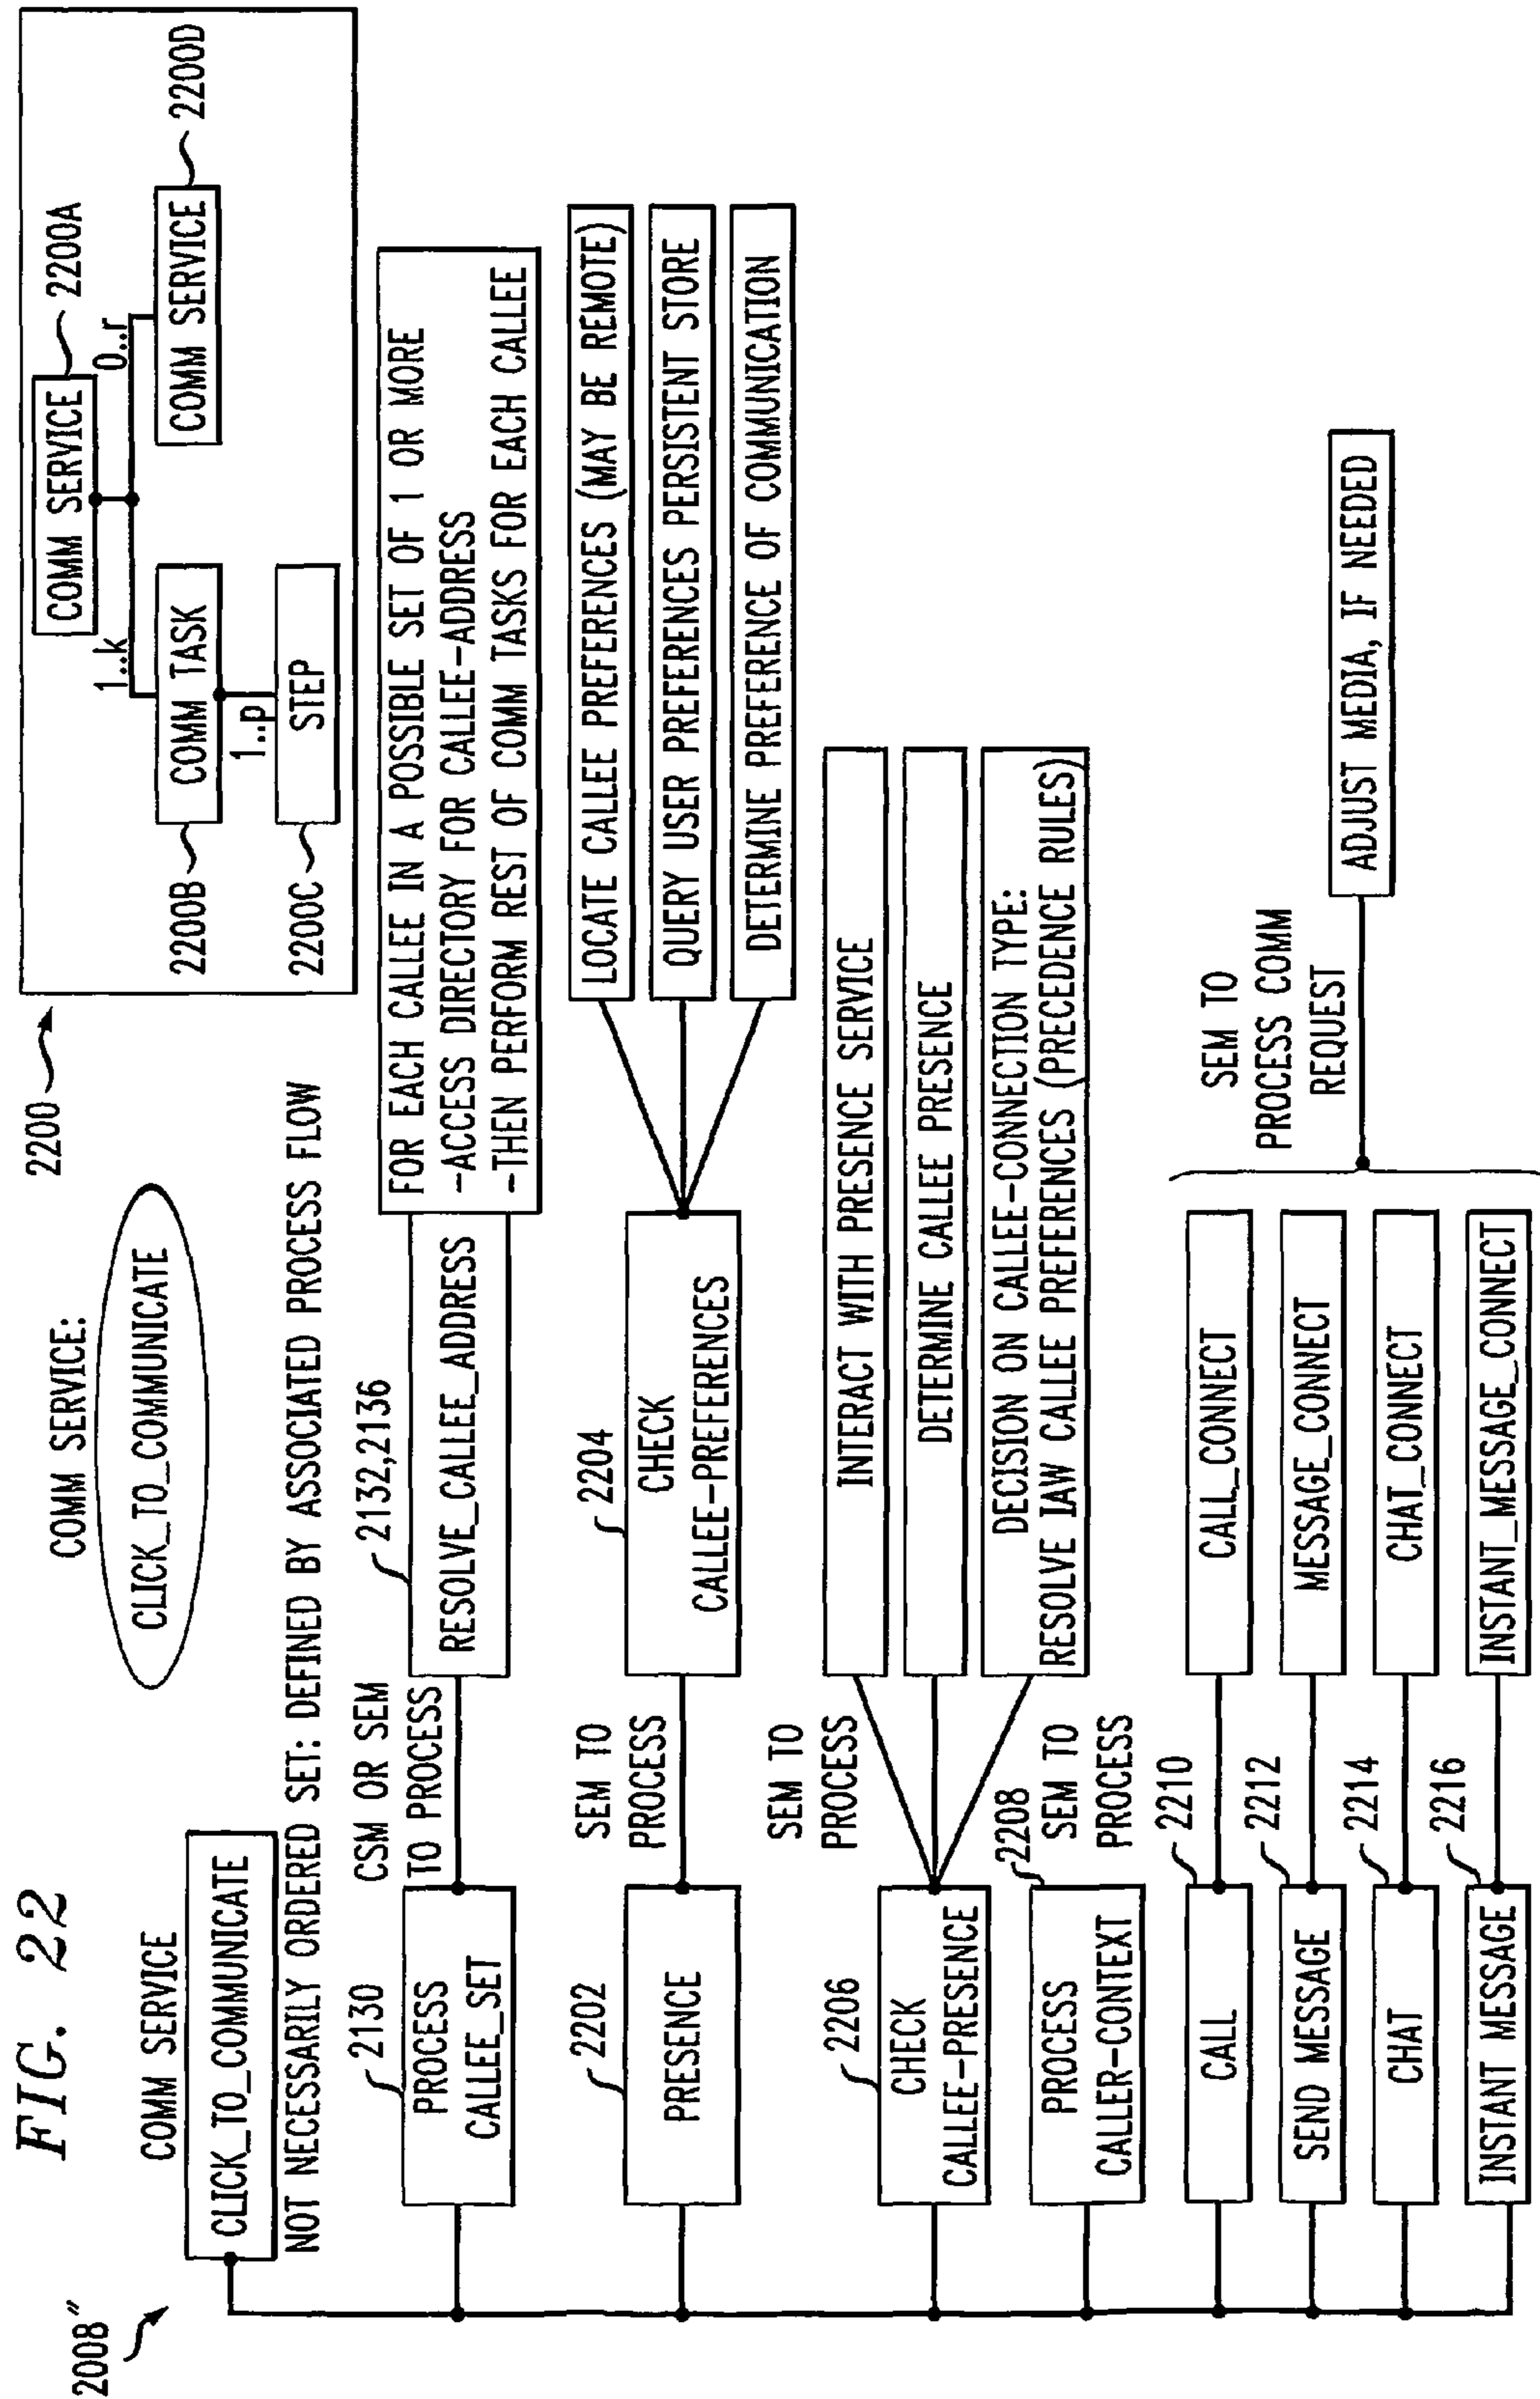 FIG. 22
2008"
COMM SERVICE
CLICK_TO_COMMUNICATE
COMM SERVICE:
CLICK_TO_COMMUNICATE
2200
COMM SERVICE
2200A
1..k
0..r
COMM TASK
2200B
COMM SERVICE
2200D
1..p
STEP
2200C
NOT NECESSARILY ORDERED SET: DEFINED BY ASSOCIATED PROCESS FLOW
2130
PROCESS
CALLEE_SET
CSM OR SEM
TO PROCESS
2132,2136
RESOLVE_CALLEE_ADDRESS
FOR EACH CALLEE IN A POSSIBLE SET OF 1 OR MORE
-ACCESS DIRECTORY FOR CALLEE-ADDRESS
-THEN PERFORM REST OF COMM TASKS FOR EACH CALLEE
2202
PRESENCE
SEM TO
PROCESS
2204
CHECK
CALLEE-PREFERENCES
LOCATE CALLEE PREFERENCES (MAY BE REMOTE)
QUERY USER PREFERENCES PERSISTENT STORE
DETERMINE PREFERENCE OF COMMUNICATION
2206
CHECK
CALLEE-PRESENCE
SEM TO
PROCESS
INTERACT WITH PRESENCE SERVICE
DETERMINE CALLEE PRESENCE
DECISION ON CALLEE-CONNECTION TYPE:
RESOLVE IAW CALLEE PREFERENCES (PRECEDENCE RULES)
2208
PROCESS
CALLER-CONTEXT
SEM TO
PROCESS
2210
CALL
CALL_CONNECT
2212
SEND MESSAGE
MESSAGE_CONNECT
2214
CHAT
CHAT_CONNECT
2216
INSTANT MESSAGE
INSTANT_MESSAGE_CONNECT
SEM TO
PROCESS COMM
REQUEST
ADJUST MEDIA, IF NEEDED